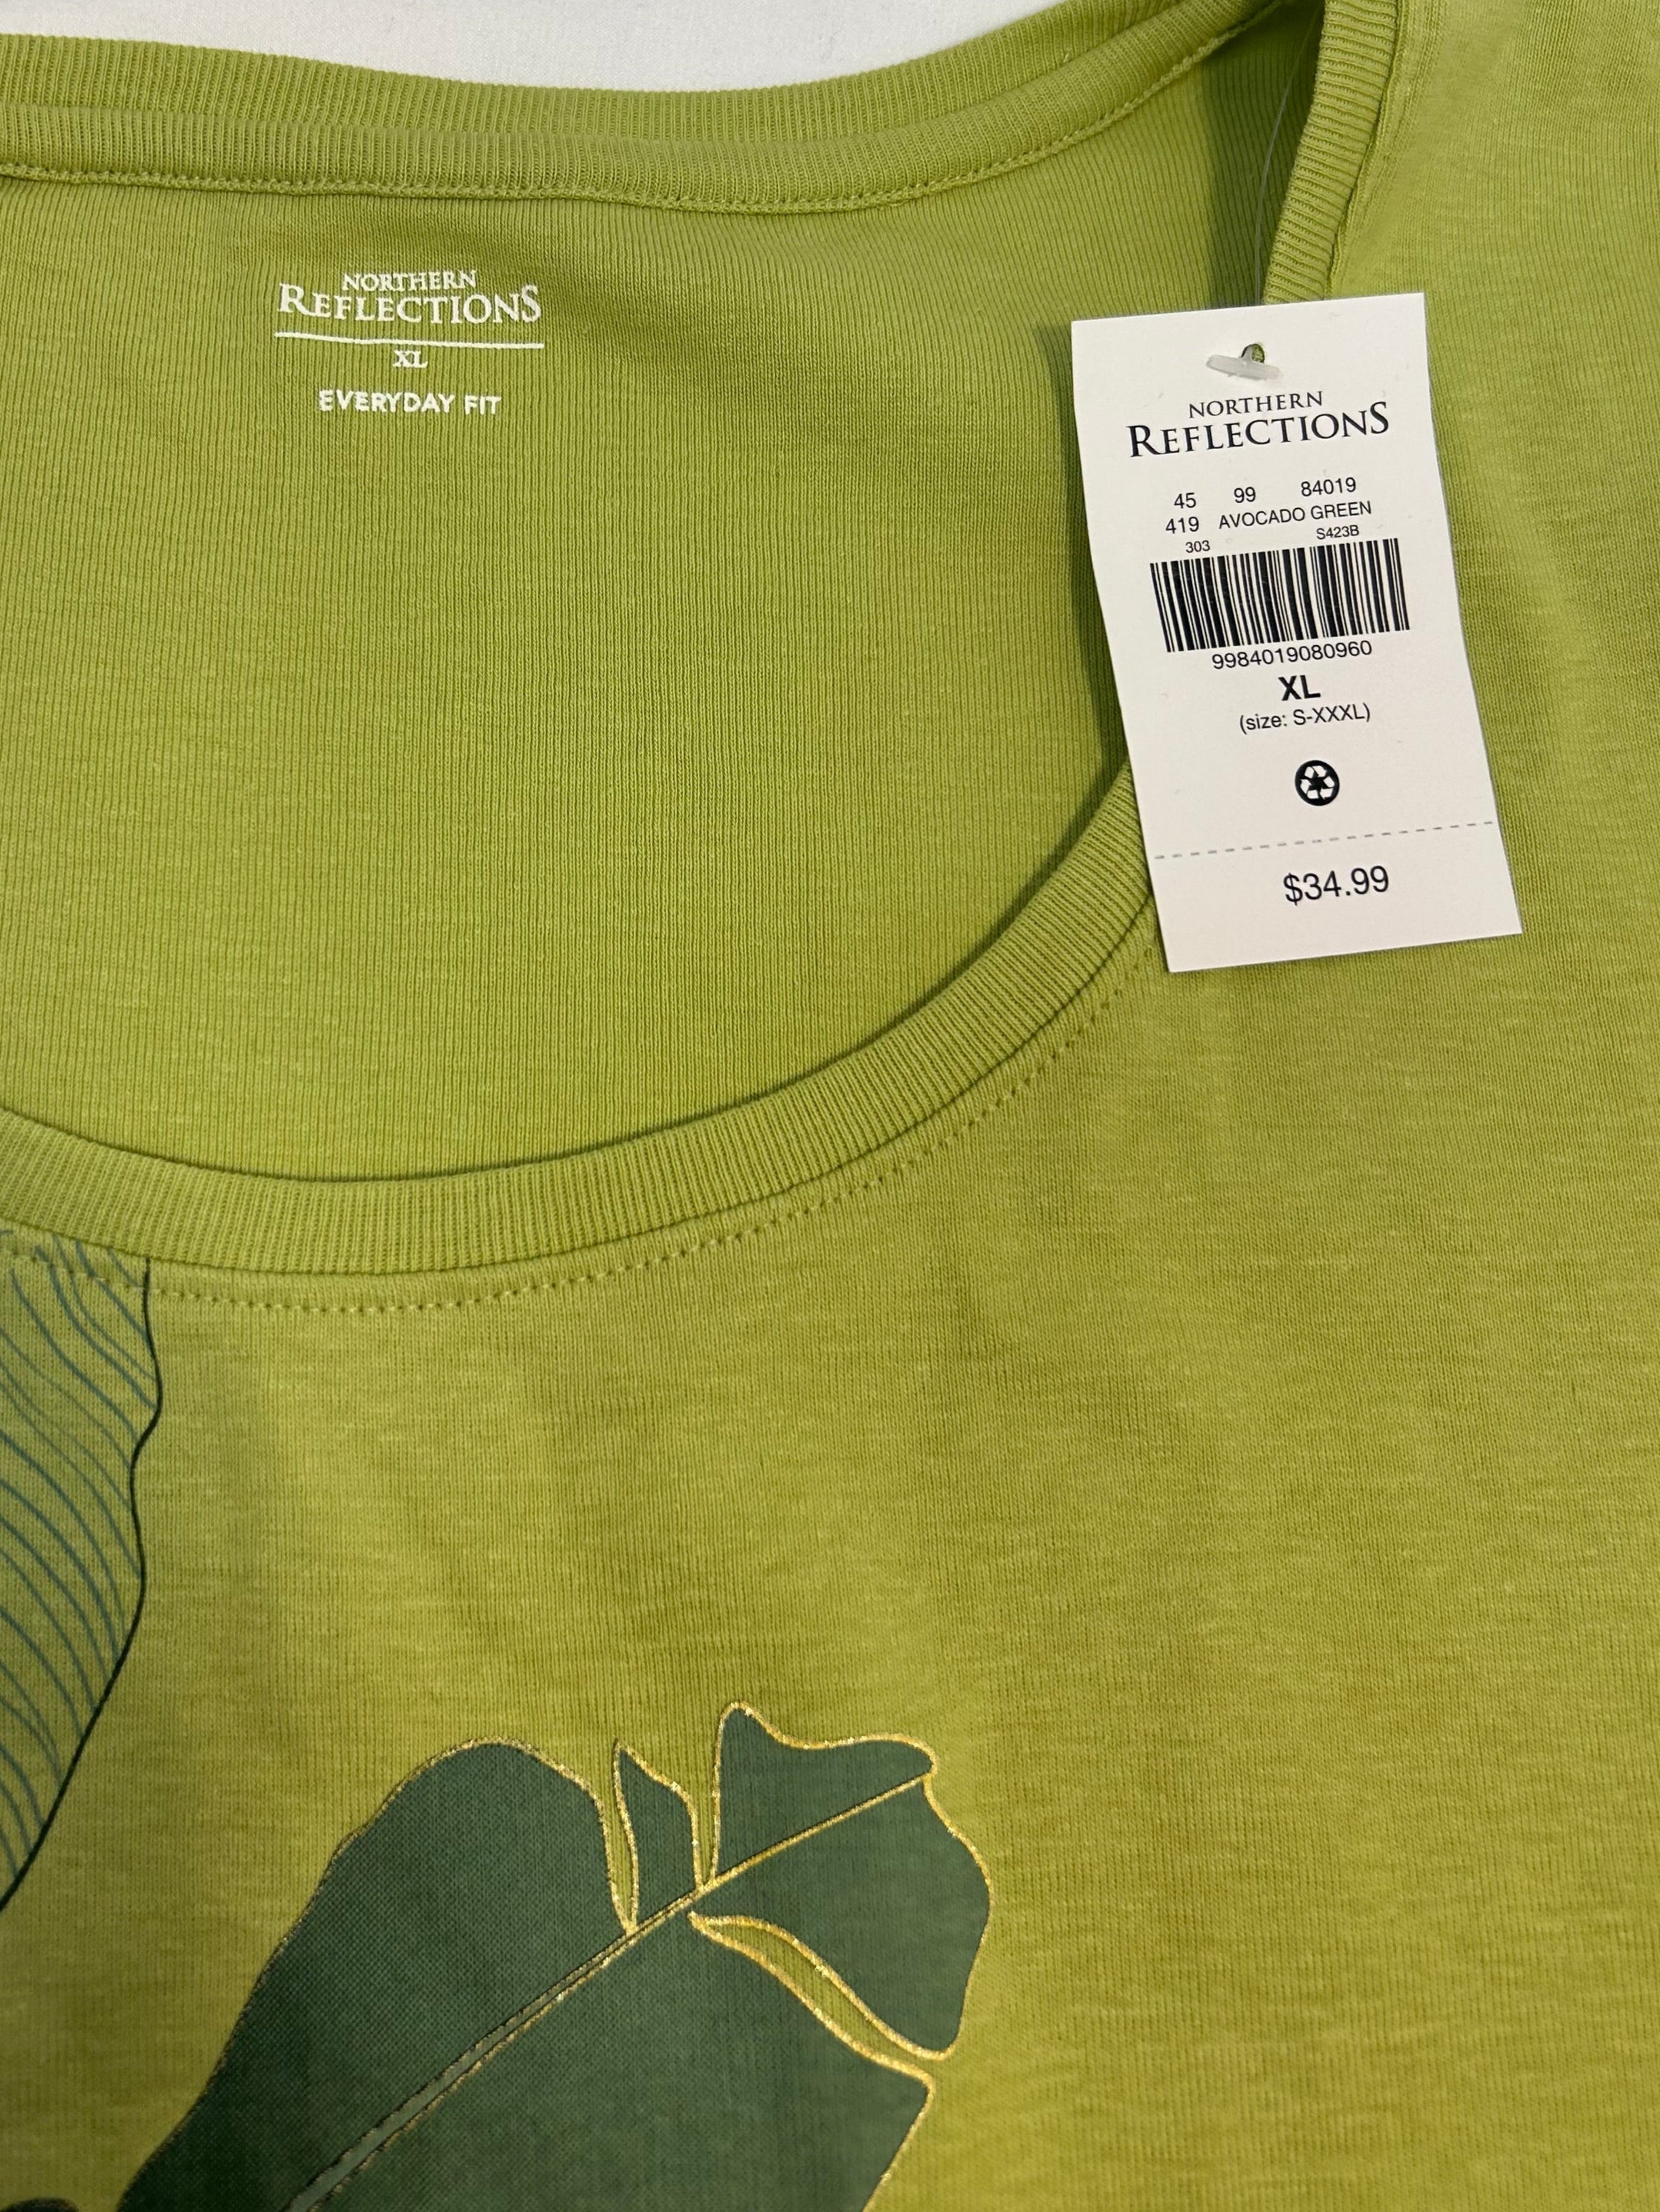 NORTHERN
REFLECTIONS
XL
EVERYDAY FIT
NORTHERN
REFLECTIONS
45 99 84019
419 AVOCADO GREEN
303 S423B
9984019080960
XL
(size: S-XXXL)
$34.99